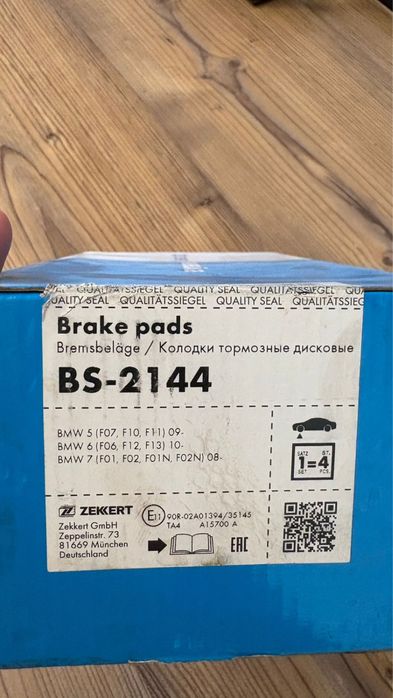 QUALITÄTSSIEGEL QUALITY SEAL QUALITÄTSSIEGEL
QUALITY SEAL QUALITÄTSSIEGEL QUALITY SEAL QUALITÄTSSIEG
Brake pads
Bremsbeläge / Колодки тормозные дисковые
BS-2144
BMW 5 (F07, F10, F11) 09-
BMW 6 (F06, F12, F13) 10-
BMW 7 (F01, F02, F01N, F02N) 08-
SATZ ST.
1=4
SET PCS.
ZEKKERT
Zekkert GmbH
Zeppelinstr. 73
81669 München
Deutschland
E11 90R-02A01394/35145
TA4 A15700 A
EAC